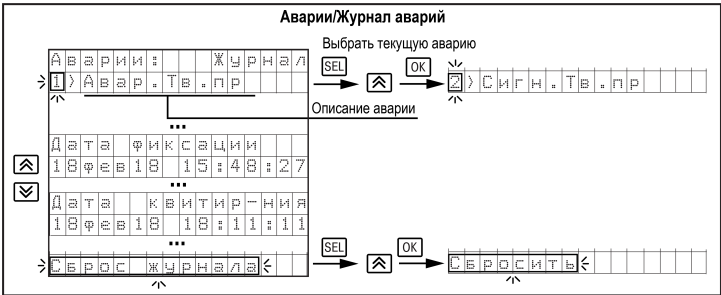 Аварии/Журнал аварий
Выбрать текущую аварию
Аварии: Журнал
SEL
OK
1>Авар.Тв.пр
2>Сигн.Тв.пр
Описание аварии
...
Дата фиксации
18фев18 15:48:27
...
Дата квитир-ния
18фев18 18:11:11
...
SEL
OK
Сброс журнала
Сбросить